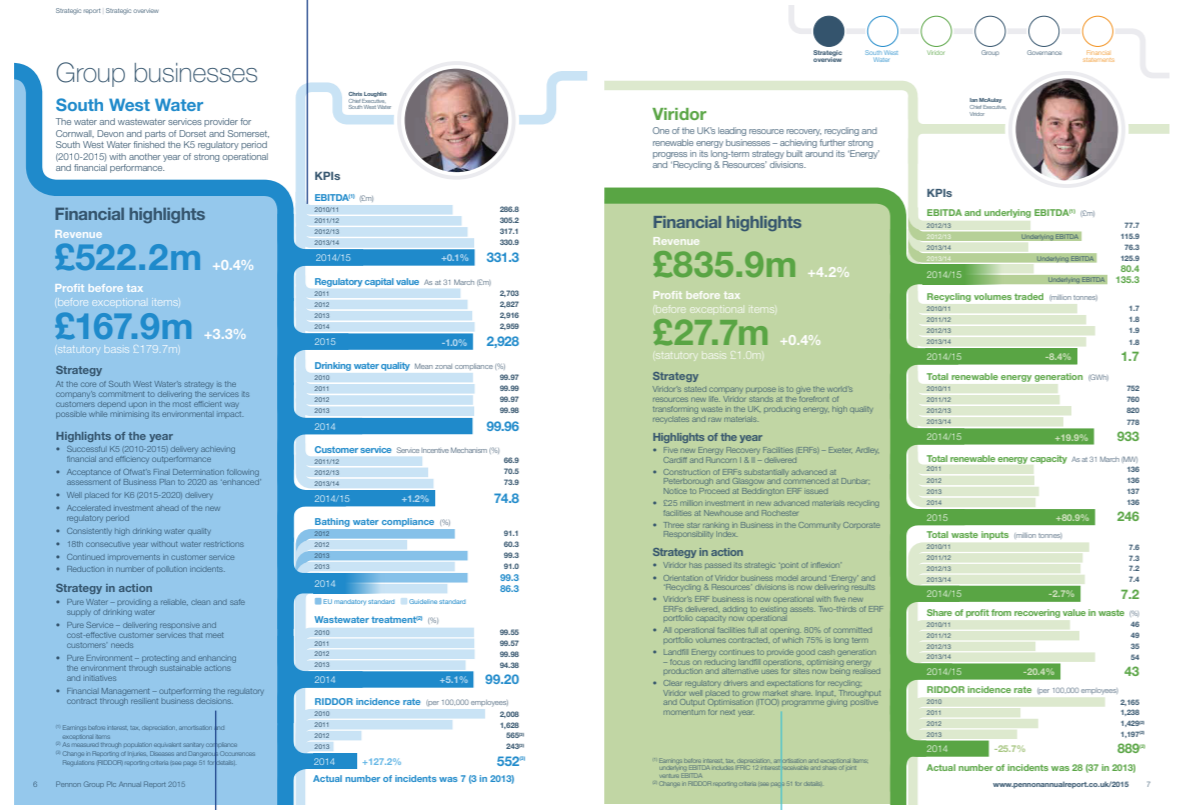 Strategic report | Strategic overview
Group businesses
South West Water
The water and wastewater services provider for
Cornwall, Devon and parts of Dorset and Somerset,
South West Water finished the K5 regulatory period
(2010-2015) with another year of strong operational
and financial performance.
Chris Loughlin
Chief Executive,
South West Water
Financial highlights
Revenue
£522.2m +0.4%
Profit before tax
(before exceptional items)
£167.9m +3.3%
(statutory basis £179.7m)
Strategy
At the core of South West Water's strategy is the
company's commitment to delivering the services its
customers depend upon in the most efficient way
possible while minimising its environmental impact.
Highlights of the year
• Successful K5 (2010-2015) delivery achieving
financial and efficiency outperformance
• Acceptance of Ofwat's Final Determination following
assessment of Business Plan to 2020 as 'enhanced'
• Well placed for K6 (2015-2020) delivery
• Accelerated investment ahead of the new
regulatory period
• Consistently high drinking water quality
• 18th consecutive year without water restrictions
• Continued improvements in customer service
• Reduction in number of pollution incidents.
Strategy in action
• Pure Water – providing a reliable, clean and safe
supply of drinking water
• Pure Service – delivering responsive and
cost-effective customer services that meet
customers' needs
• Pure Environment – protecting and enhancing
the environment through sustainable actions
and initiatives
• Financial Management – outperforming the regulatory
contract through resilient business decisions.
(1) Earnings before interest, tax, depreciation, amortisation and
exceptional items
(2) As measured through population equivalent sanitary compliance.
(3) Change in Reporting of Injuries, Diseases and Dangerous Occurrences
Regulations (RIDDOR) reporting criteria (see page 51 for details).
6 Pennon Group Plc Annual Report 2015
KPIs
EBITDA(1) (£m)
2010/11 286.8
2011/12 305.2
2012/13 317.1
2013/14 330.9
2014/15 +0.1% 331.3
Regulatory capital value As at 31 March (£m)
2011 2,703
2012 2,827
2013 2,916
2014 2,959
2015 -1.0% 2,928
Drinking water quality Mean zonal compliance (%)
2010 99.97
2011 99.99
2012 99.97
2013 99.98
2014 99.96
Customer service Service Incentive Mechanism (%)
2011/12 66.9
2012/13 70.5
2013/14 73.9
2014/15 +1.2% 74.8
Bathing water compliance (%)
2012 91.1
2012 60.3
2013 99.3
2013 91.0
2014 99.3
86.3
EU mandatory standard Guideline standard
Wastewater treatment(2) (%)
2010 99.55
2011 99.57
2012 99.98
2013 94.38
2014 +5.1% 99.20
RIDDOR incidence rate (per 100,000 employees)
2010 2,008
2011 1,628
2012 565(3)
2013 243(3)
2014 +127.2% 552(3)
Actual number of incidents was 7 (3 in 2013)
Strategic
overview
South West
Water
Viridor
Group
Governance
Financial
statements
Viridor
One of the UK's leading resource recovery, recycling and
renewable energy businesses – achieving further strong
progress in its long-term strategy built around its 'Energy'
and 'Recycling & Resources' divisions.
Ian McAulay
Chief Executive,
Viridor
Financial highlights
Revenue
£835.9m +4.2%
Profit before tax
(before exceptional items)
£27.7m +0.4%
(statutory basis £1.0m)
Strategy
Viridor's stated company purpose is to give the world's
resources new life. Viridor stands at the forefront of
transforming waste in the UK, producing energy, high quality
recyclates and raw materials.
Highlights of the year
• Five new Energy Recovery Facilities (ERFs) – Exeter, Ardley,
Cardiff and Runcorn I & II – delivered
• Construction of ERFs substantially advanced at
Peterborough and Glasgow and commenced at Dunbar;
Notice to Proceed at Beddington ERF issued
• £25 million investment in new advanced materials recycling
facilities at Newhouse and Rochester
• Three star ranking in Business in the Community Corporate
Responsibility Index.
Strategy in action
• Viridor has passed its strategic 'point of inflexion'
• Orientation of Viridor business model around 'Energy' and
'Recycling & Resources' divisions is now delivering results
• Viridor's ERF business is now operational with five new
ERFs delivered, adding to existing assets. Two-thirds of ERF
portfolio capacity now operational
• All operational facilities full at opening. 80% of committed
portfolio volumes contracted, of which 75% is long term
• Landfill Energy continues to provide good cash generation
– focus on reducing landfill operations, optimising energy
production and alternative uses for sites now being realised
• Clear regulatory drivers and expectations for recycling;
Viridor well placed to grow market share. Input, Throughput
and Output Optimisation (ITOO) programme giving positive
momentum for next year.
(1) Earnings before interest, tax, depreciation, amortisation and exceptional items;
underlying EBITDA includes IFRIC 12 interest receivable and share of joint
venture EBITDA
(2) Change in RIDDOR reporting criteria (see page 51 for details).
KPIs
EBITDA and underlying EBITDA(1) (£m)
2012/13 77.7
2012/13 Underlying EBITDA 115.9
2013/14 76.3
2013/14 Underlying EBITDA 125.9
2014/15 80.4
Underlying EBITDA 135.3
Recycling volumes traded (million tonnes)
2010/11 1.7
2011/12 1.8
2012/13 1.9
2013/14 1.8
2014/15 -8.4% 1.7
Total renewable energy generation (GWh)
2010/11 752
2011/12 760
2012/13 820
2013/14 778
2014/15 +19.9% 933
Total renewable energy capacity As at 31 March (MW)
2011 136
2012 136
2013 137
2014 136
2015 +80.9% 246
Total waste inputs (million tonnes)
2010/11 7.6
2011/12 7.3
2012/13 7.2
2013/14 7.4
2014/15 -2.7% 7.2
Share of profit from recovering value in waste (%)
2010/11 46
2011/12 49
2012/13 35
2013/14 54
2014/15 -20.4% 43
RIDDOR incidence rate (per 100,000 employees)
2010 2,165
2011 1,238
2012 1,429(2)
2013 1,197(2)
2014 -25.7% 889(2)
Actual number of incidents was 28 (37 in 2013)
www.pennonannualreport.co.uk/2015 7